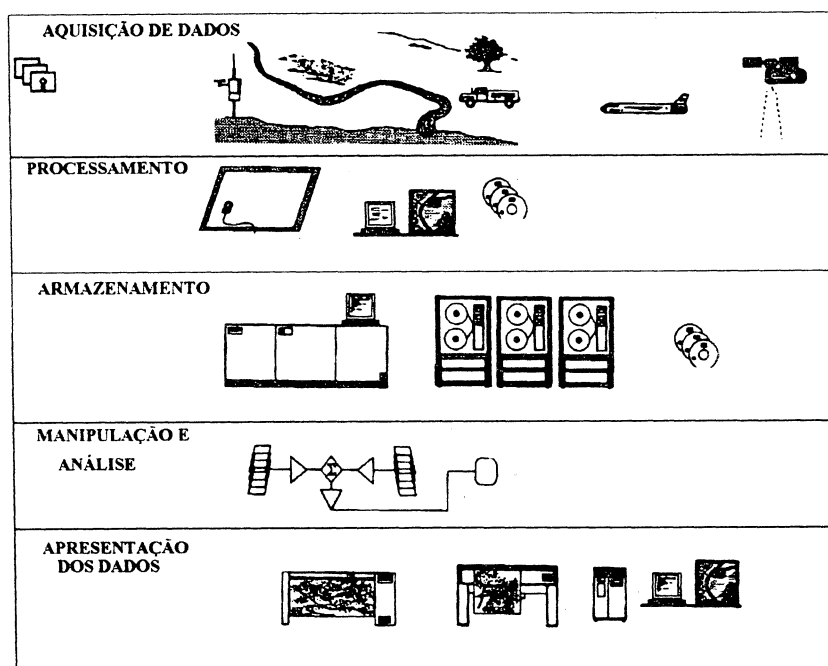 AQUISIÇÃO DE DADOS
PROCESSAMENTO
ARMAZENAMENTO
MANIPULAÇÃO E
ANÁLISE
APRESENTAÇÃO
DOS DADOS